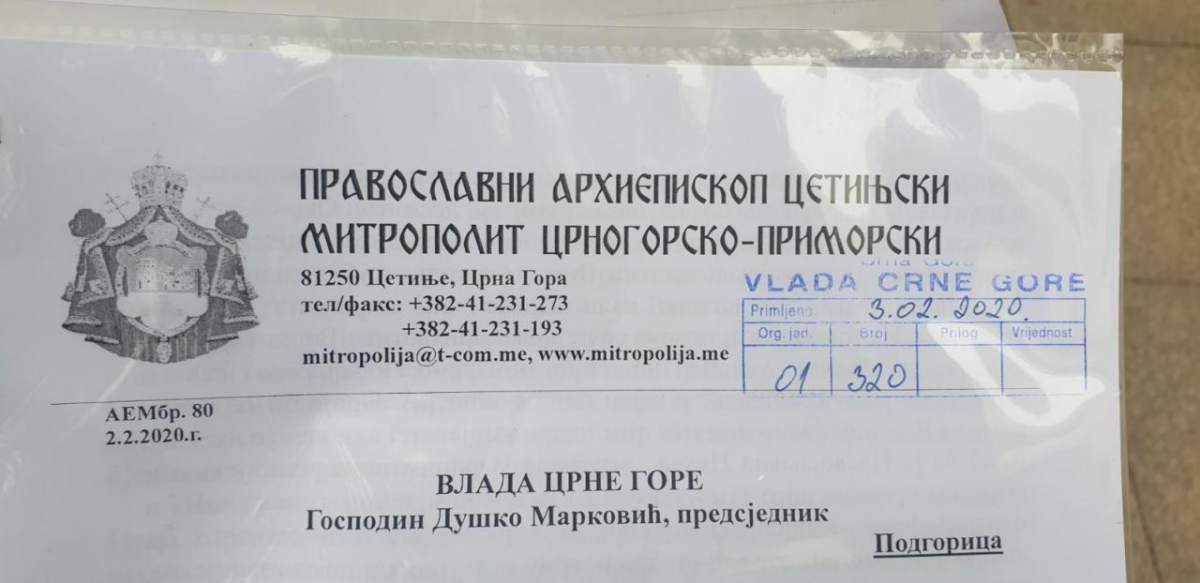 ПРАВОСЛАВНИ АРХИЕПИСКОП ЦЕТИЊСКИ
МИТРОПОЛИТ ЦРНОГОРСКО-ПРИМОРСКИ
81250 Цетиње, Црна Гора
тел/факс: +382-41-231-273
+382-41-231-193
mitropolija@t-com.me, www.mitropolija.me
Crna Gora
VLADA CRNE GORE
Primljeno: 3.02.2020.
Org. jed. Broj Prilog Vrijednost
01 320
АЕМбр. 80
2.2.2020.г.
ВЛАДА ЦРНЕ ГОРЕ
Господин Душко Марковић, предсједник
Подгорица